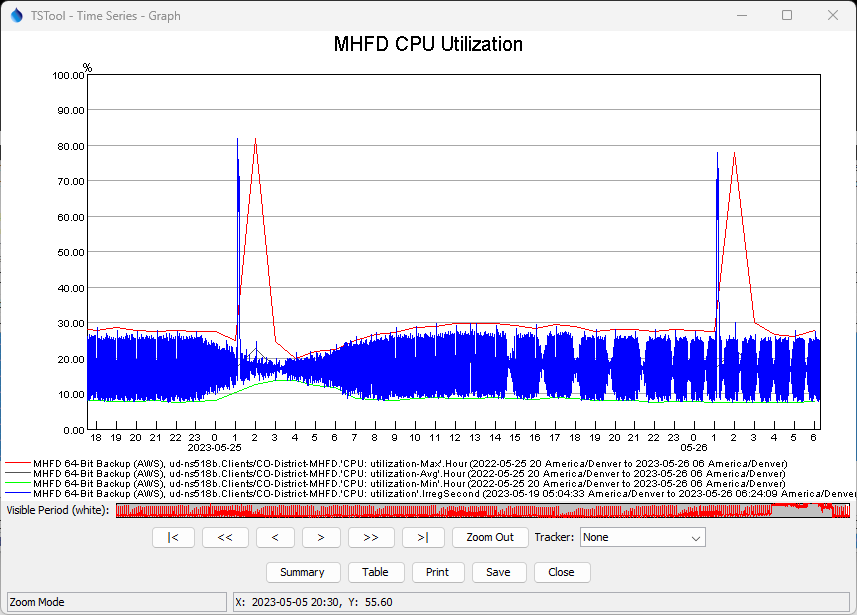 TSTool - Time Series - Graph
MHFD CPU Utilization
%
100.00
90.00
80.00
70.00
60.00
50.00
40.00
30.00
20.00
10.00
0.00
18 19 20 21 22 23 0 1 2 3 4 5 6 7 8 9 10 11 12 13 14 15 16 17 18 19 20 21 22 23 0 1 2 3 4 5 6
2023-05-25 05-26
MHFD 64-Bit Backup (AWS), ud-ns518b.Clients/CO-District-MHFD.'CPU: utilization-Max'.Hour (2022-05-25 20 America/Denver to 2023-05-26 06 America/Denver)
MHFD 64-Bit Backup (AWS), ud-ns518b.Clients/CO-District-MHFD.'CPU: utilization-Avg'.Hour (2022-05-25 20 America/Denver to 2023-05-26 06 America/Denver)
MHFD 64-Bit Backup (AWS), ud-ns518b.Clients/CO-District-MHFD.'CPU: utilization-Min'.Hour (2022-05-25 20 America/Denver to 2023-05-26 06 America/Denver)
MHFD 64-Bit Backup (AWS), ud-ns518b.Clients/CO-District-MHFD.'CPU: utilization'.IrregSecond (2023-05-19 05:04:33 America/Denver to 2023-05-26 06:24:09 America/Denver
Visible Period (white):
|< << < > >> >| Zoom Out Tracker: None
Summary Table Print Save Close
Zoom Mode X: 2023-05-05 20:30, Y: 55.60